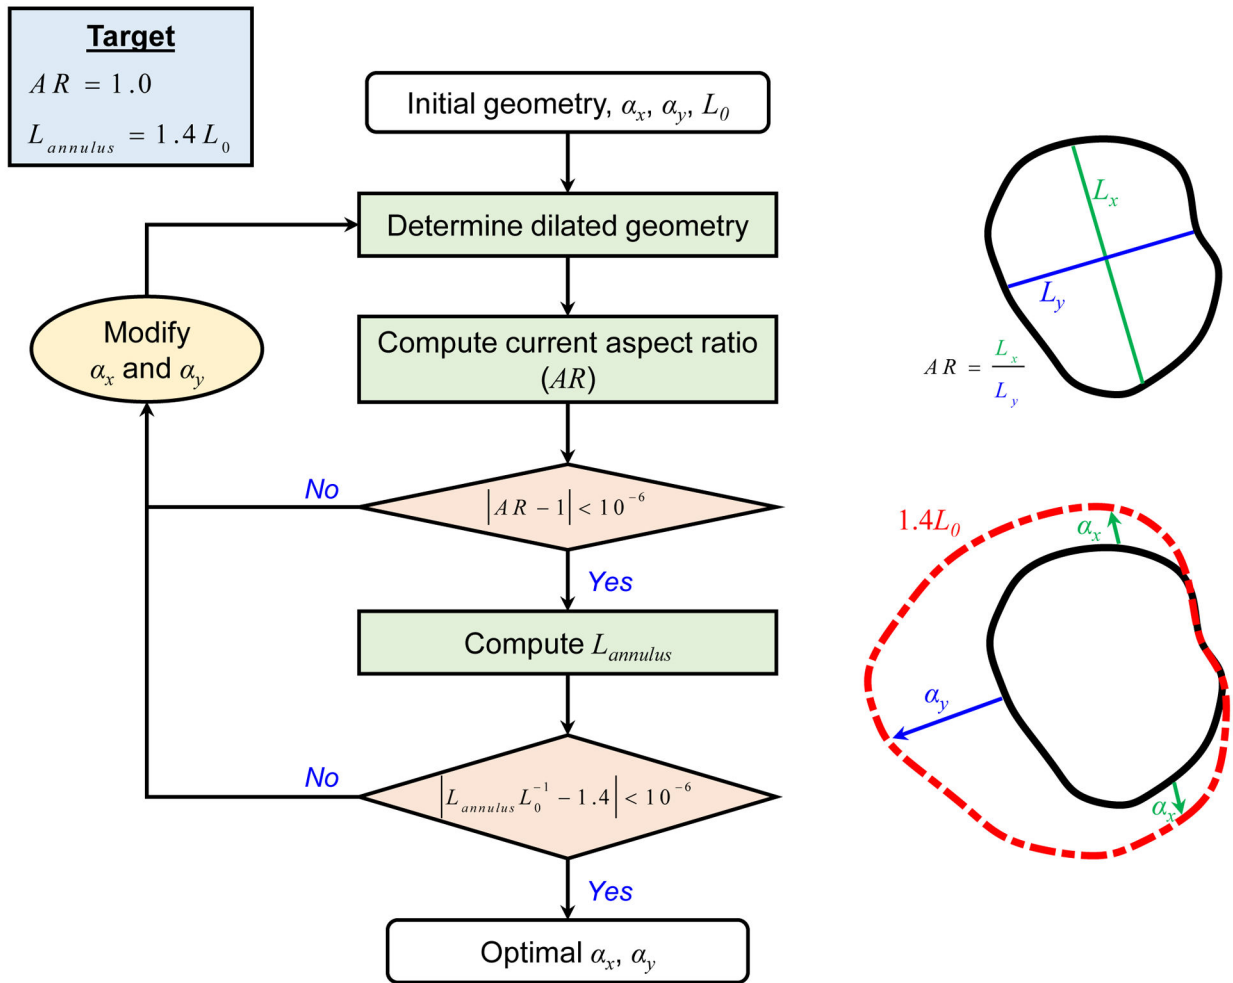 Target
AR = 1.0
L_annulus = 1.4 L_0
Initial geometry, α_x, α_y, L_0
Determine dilated geometry
Compute current aspect ratio
(AR)
Modify
α_x and α_y
|AR − 1| < 10^−6
No
Yes
Compute L_annulus
|L_annulus L_0^−1 − 1.4| < 10^−6
No
Yes
Optimal α_x, α_y
L_x
L_y
AR = L_x / L_y
1.4L_0
α_x
α_y
α_x